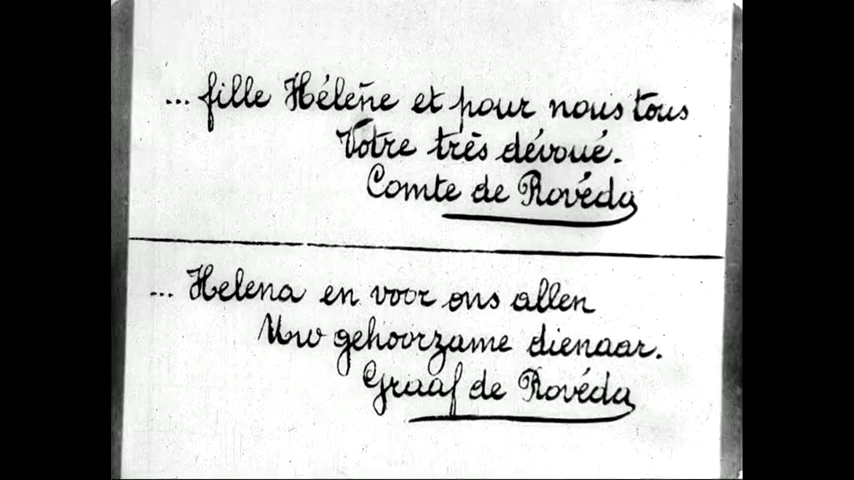 ... fille Hélène et pour nous tous
Votre très dévoué.
Comte de Rovéda
... Helena en voor ons allen
Uw gehoorzame dienaar.
Graaf de Rovéda